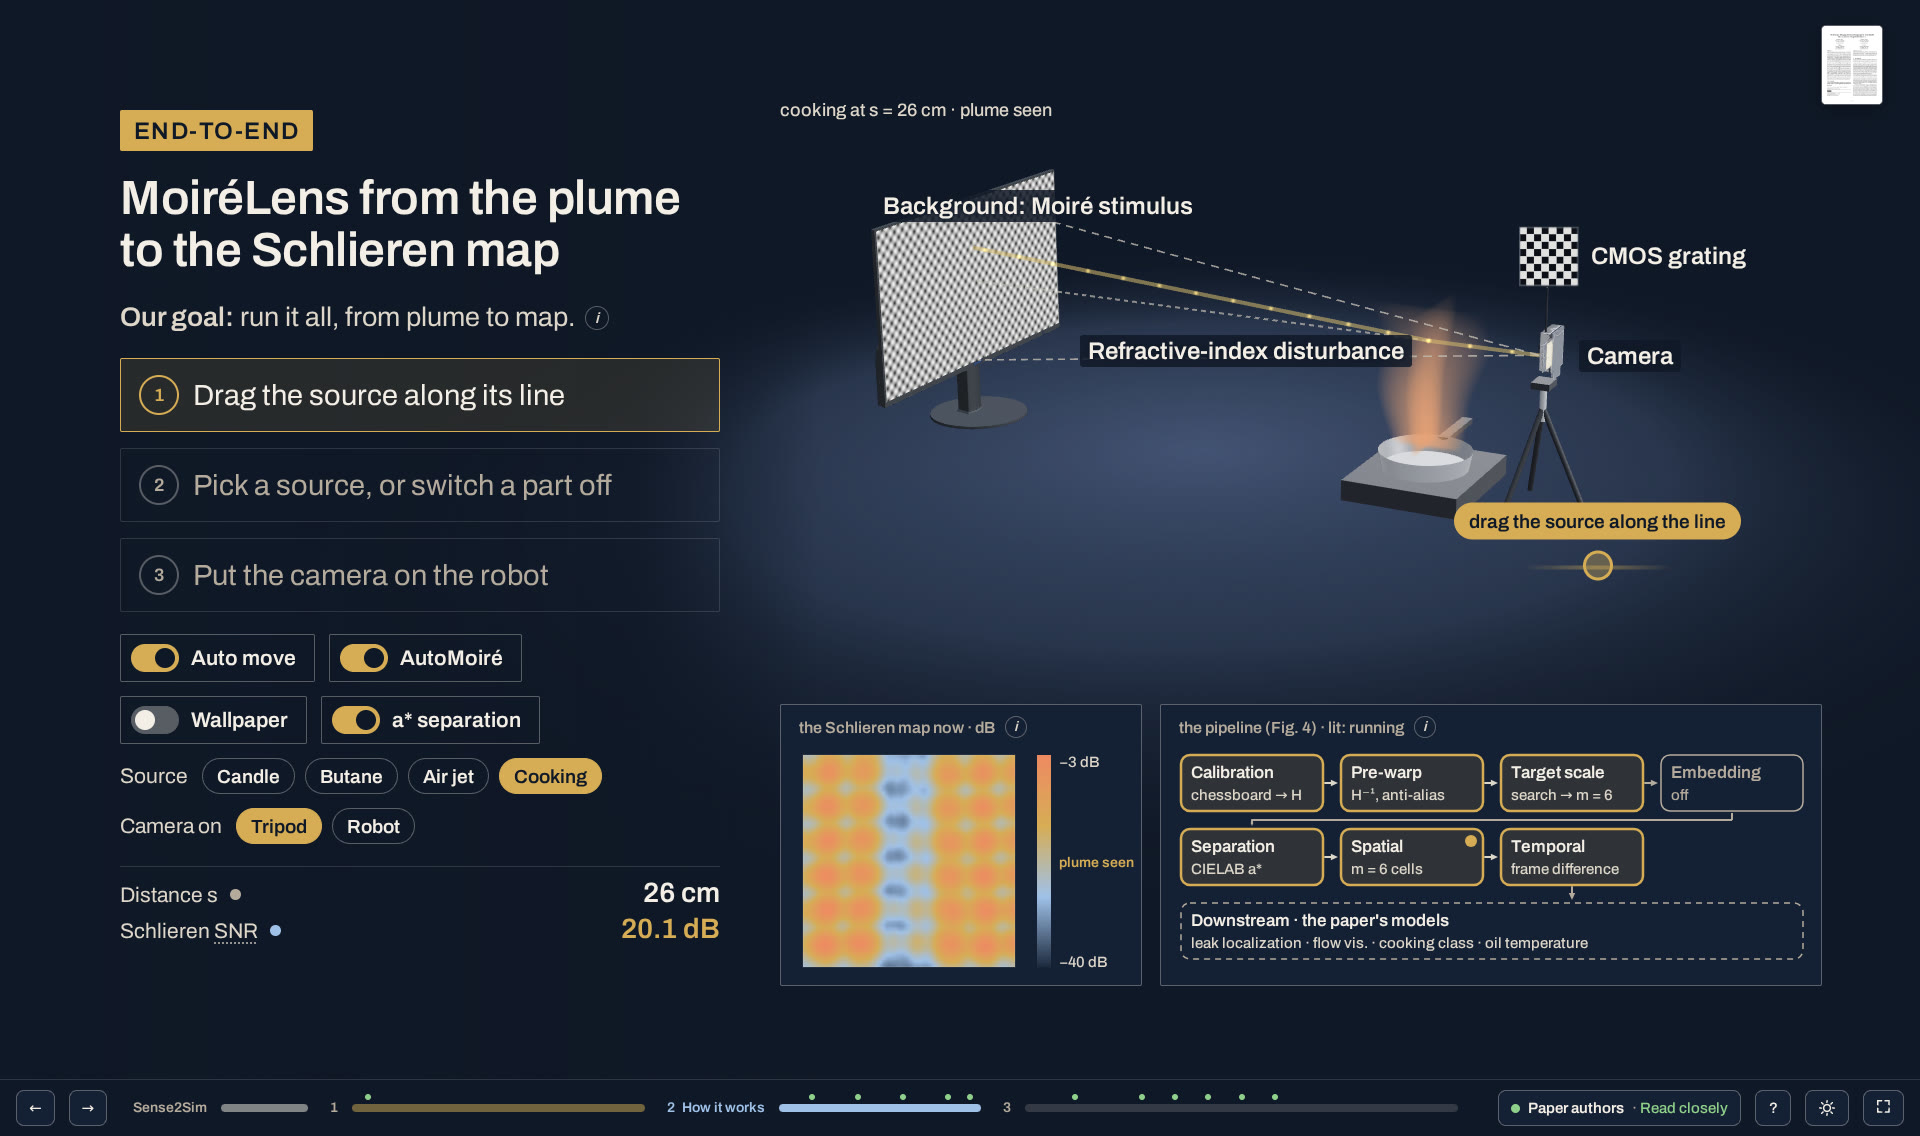 END-TO-END
MoiréLens from the plume
to the Schlieren map
Our goal: run it all, from plume to map. i
1 Drag the source along its line
2 Pick a source, or switch a part off
3 Put the camera on the robot
Auto move AutoMoiré
Wallpaper a* separation
Source Candle Butane Air jet Cooking
Camera on Tripod Robot
Distance s 26 cm
Schlieren SNR 20.1 dB
cooking at s = 26 cm · plume seen
Background: Moiré stimulus
CMOS grating
Refractive-index disturbance
Camera
drag the source along the line
the Schlieren map now · dB i
−3 dB
plume seen
−40 dB
the pipeline (Fig. 4) · lit: running i
Calibration
chessboard → H
Pre-warp
H⁻¹, anti-alias
Target scale
search → m = 6
Embedding
off
Separation
CIELAB a*
Spatial
m = 6 cells
Temporal
frame difference
Downstream · the paper's models
leak localization · flow vis. · cooking class · oil temperature
← → Sense2Sim 1 2 How it works 3 Paper authors · Read closely ?